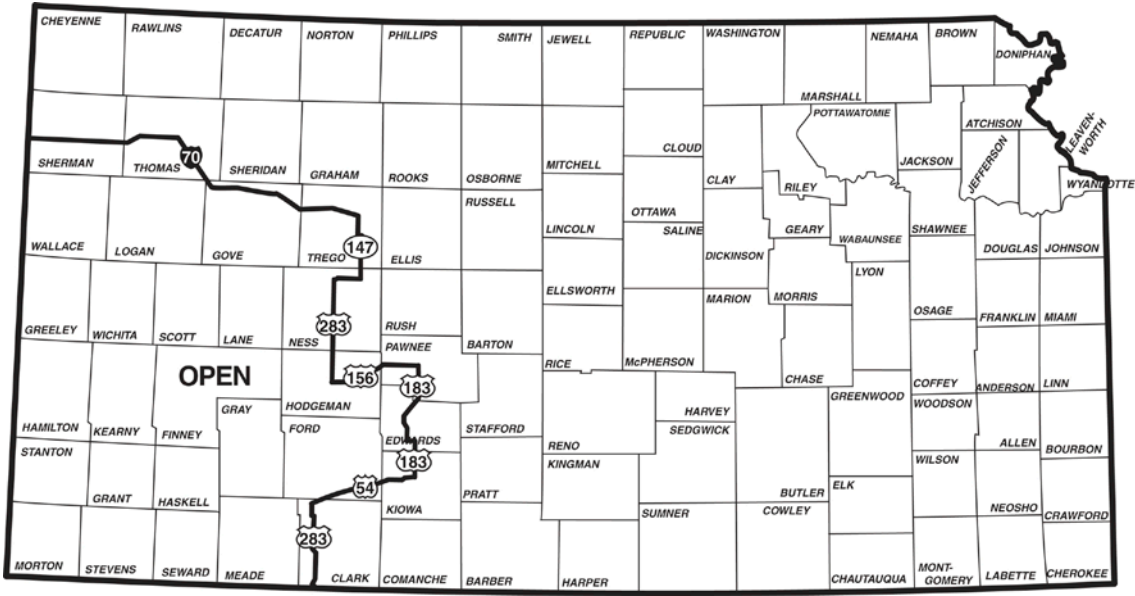 CHEYENNE
RAWLINS
DECATUR
NORTON
PHILLIPS
SMITH
JEWELL
REPUBLIC
WASHINGTON
MARSHALL
NEMAHA
BROWN
DONIPHAN
SHERMAN
THOMAS
70
SHERIDAN
GRAHAM
ROOKS
OSBORNE
MITCHELL
CLOUD
CLAY
RILEY
POTTAWATOMIE
JACKSON
ATCHISON
JEFFERSON
LEAVEN-
WORTH
WYANDOTTE
WALLACE
LOGAN
GOVE
TREGO
147
ELLIS
RUSSELL
LINCOLN
OTTAWA
SALINE
DICKINSON
GEARY
WABAUNSEE
SHAWNEE
DOUGLAS
JOHNSON
GREELEY
WICHITA
SCOTT
LANE
NESS
283
RUSH
BARTON
ELLSWORTH
RICE
McPHERSON
MARION
MORRIS
CHASE
LYON
OSAGE
FRANKLIN
MIAMI
HAMILTON
KEARNY
FINNEY
OPEN
HODGEMAN
156
PAWNEE
183
EDWARDS
STAFFORD
RENO
HARVEY
SEDGWICK
BUTLER
GREENWOOD
COFFEY
ANDERSON
LINN
WOODSON
ALLEN
BOURBON
STANTON
GRANT
HASKELL
GRAY
FORD
183
54
KIOWA
PRATT
KINGMAN
ELK
WILSON
NEOSHO
CRAWFORD
MORTON
STEVENS
SEWARD
MEADE
283
CLARK
COMANCHE
BARBER
HARPER
SUMNER
COWLEY
CHAUTAUQUA
MONT-
GOMERY
LABETTE
CHEROKEE